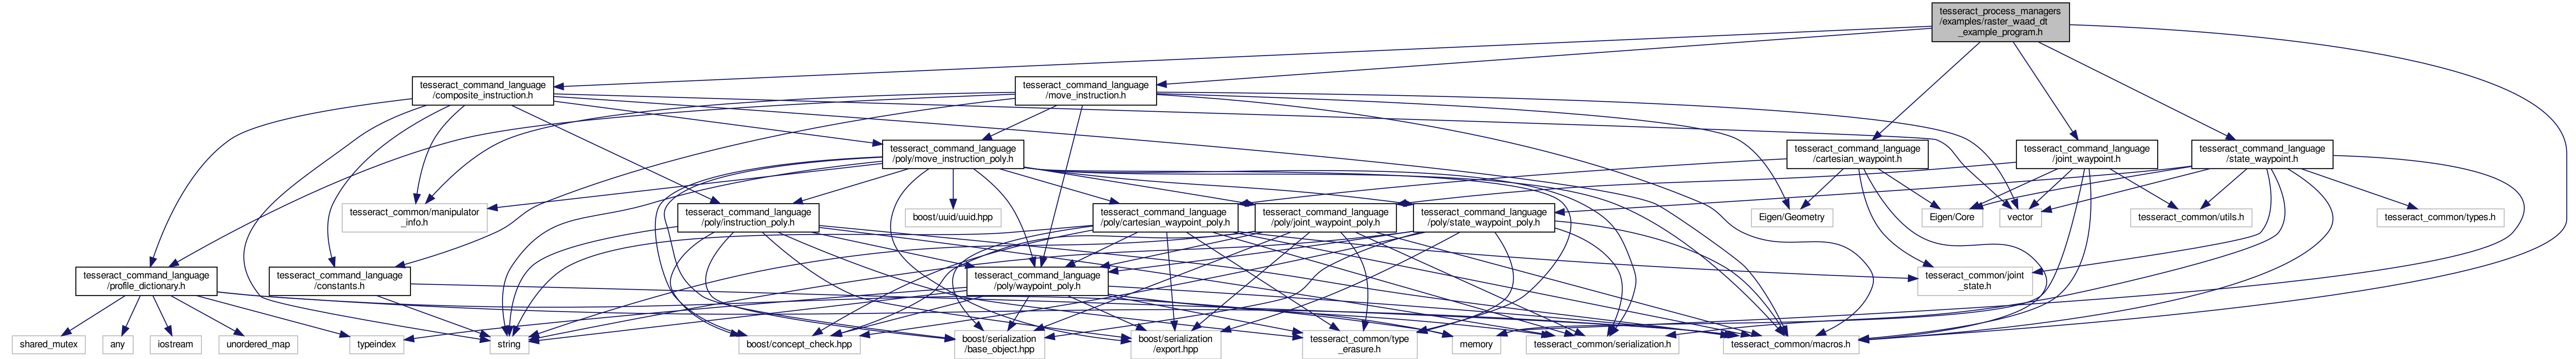 tesseract_process_managers
/examples/raster_waad_dt
_example_program.h
tesseract_command_language
/composite_instruction.h
tesseract_command_language
/move_instruction.h
tesseract_command_language
/poly/move_instruction_poly.h
tesseract_command_language
/cartesian_waypoint.h
tesseract_command_language
/joint_waypoint.h
tesseract_command_language
/state_waypoint.h
tesseract_common/manipulator
_info.h
tesseract_command_language
/poly/instruction_poly.h
boost/uuid/uuid.hpp
tesseract_command_language
/poly/cartesian_waypoint_poly.h
tesseract_command_language
/poly/joint_waypoint_poly.h
tesseract_command_language
/poly/state_waypoint_poly.h
Eigen/Geometry
Eigen/Core
vector
tesseract_common/utils.h
tesseract_common/types.h
tesseract_command_language
/profile_dictionary.h
tesseract_command_language
/constants.h
tesseract_command_language
/poly/waypoint_poly.h
tesseract_common/joint
_state.h
shared_mutex
any
iostream
unordered_map
typeindex
string
boost/concept_check.hpp
boost/serialization
/base_object.hpp
boost/serialization
/export.hpp
tesseract_common/type
_erasure.h
memory
tesseract_common/serialization.h
tesseract_common/macros.h